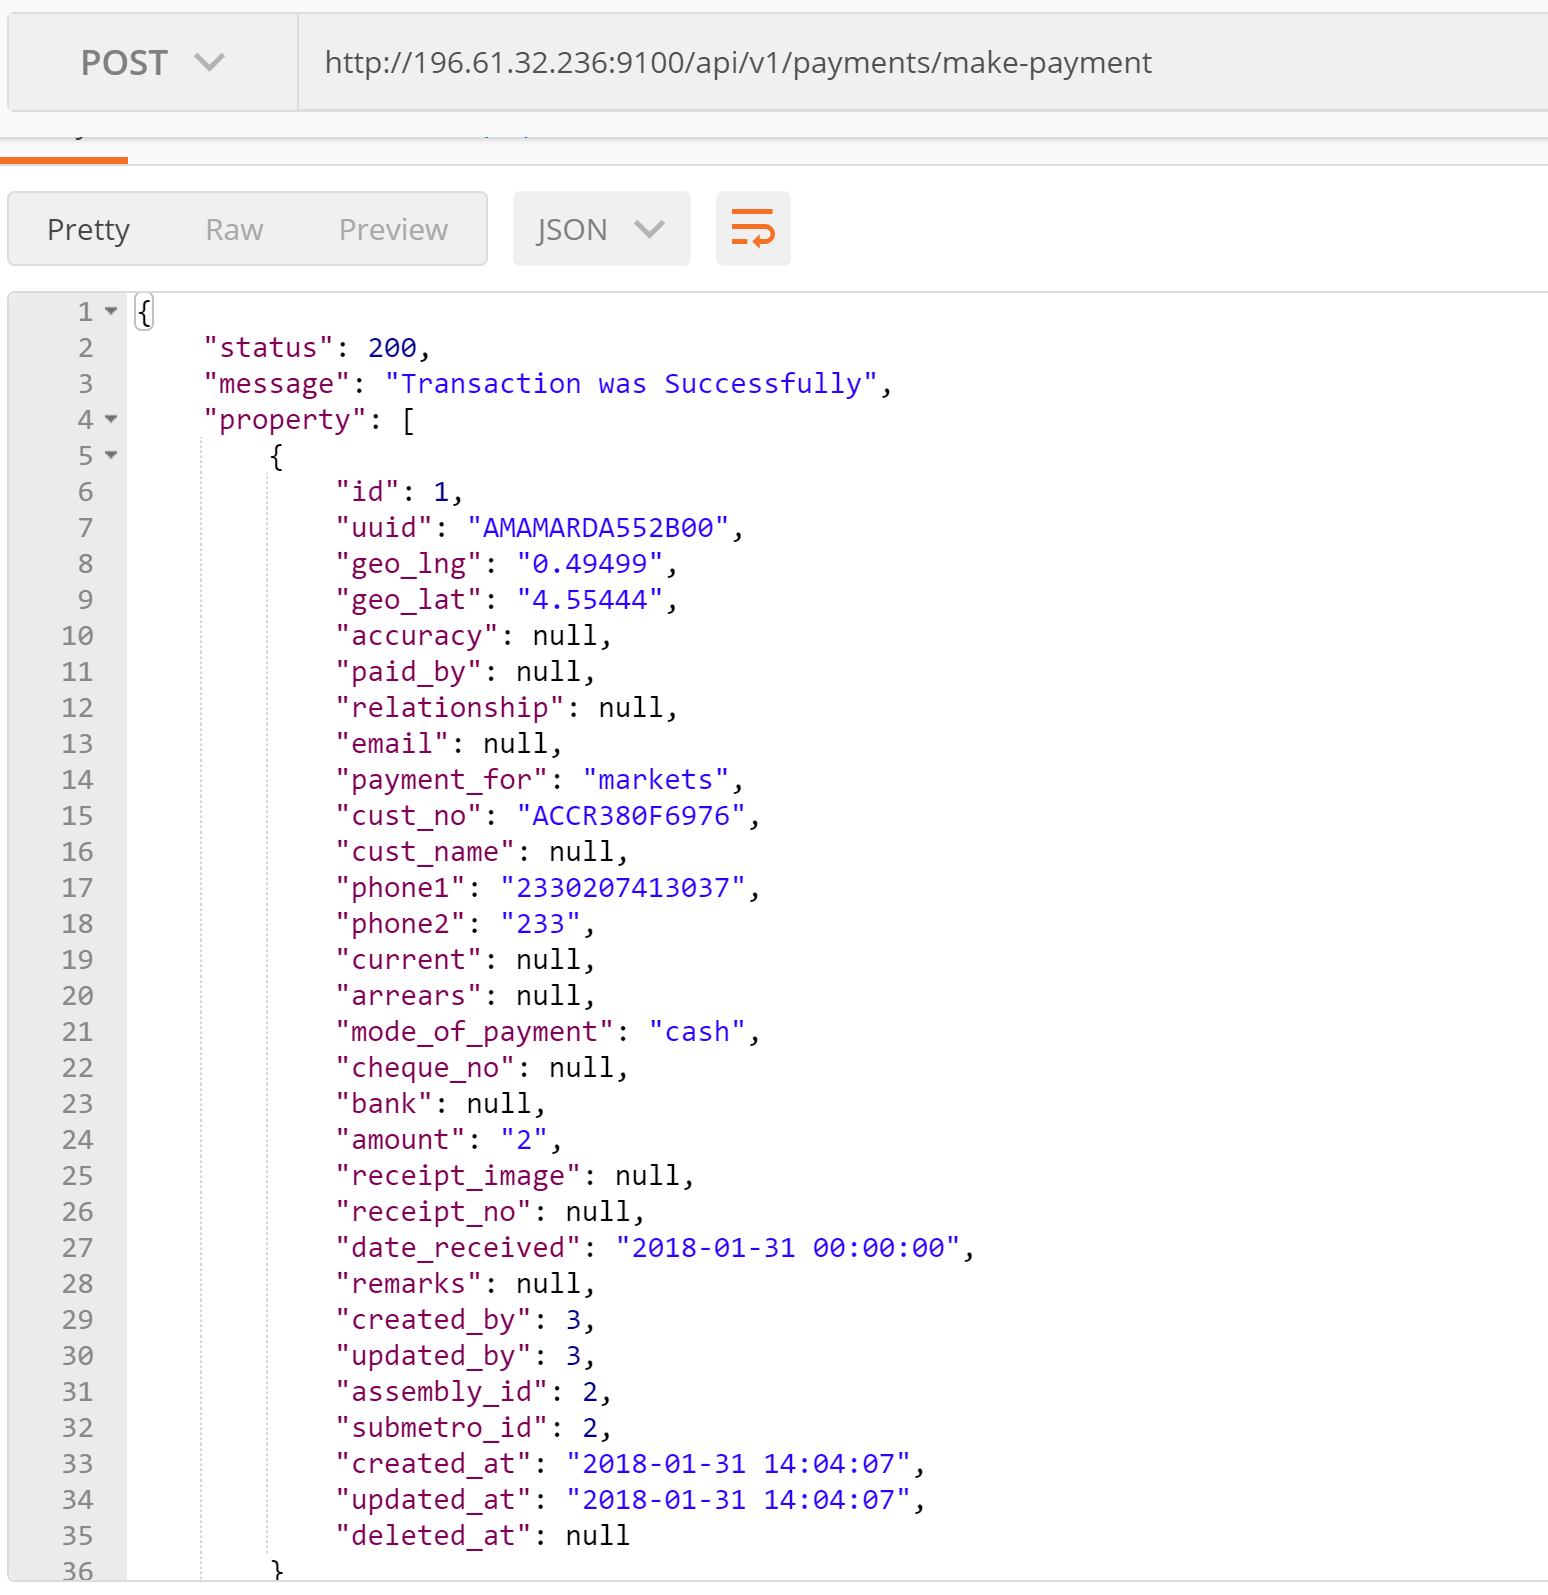 POST http://196.61.32.236:9100/api/v1/payments/make-payment
Pretty Raw Preview JSON
1 {
2 "status": 200,
3 "message": "Transaction was Successfully",
4 "property": [
5 {
6 "id": 1,
7 "uuid": "AMAMARDA552B00",
8 "geo_lng": "0.49499",
9 "geo_lat": "4.55444",
10 "accuracy": null,
11 "paid_by": null,
12 "relationship": null,
13 "email": null,
14 "payment_for": "markets",
15 "cust_no": "ACCR380F6976",
16 "cust_name": null,
17 "phone1": "2330207413037",
18 "phone2": "233",
19 "current": null,
20 "arrears": null,
21 "mode_of_payment": "cash",
22 "cheque_no": null,
23 "bank": null,
24 "amount": "2",
25 "receipt_image": null,
26 "receipt_no": null,
27 "date_received": "2018-01-31 00:00:00",
28 "remarks": null,
29 "created_by": 3,
30 "updated_by": 3,
31 "assembly_id": 2,
32 "submetro_id": 2,
33 "created_at": "2018-01-31 14:04:07",
34 "updated_at": "2018-01-31 14:04:07",
35 "deleted_at": null
36 }